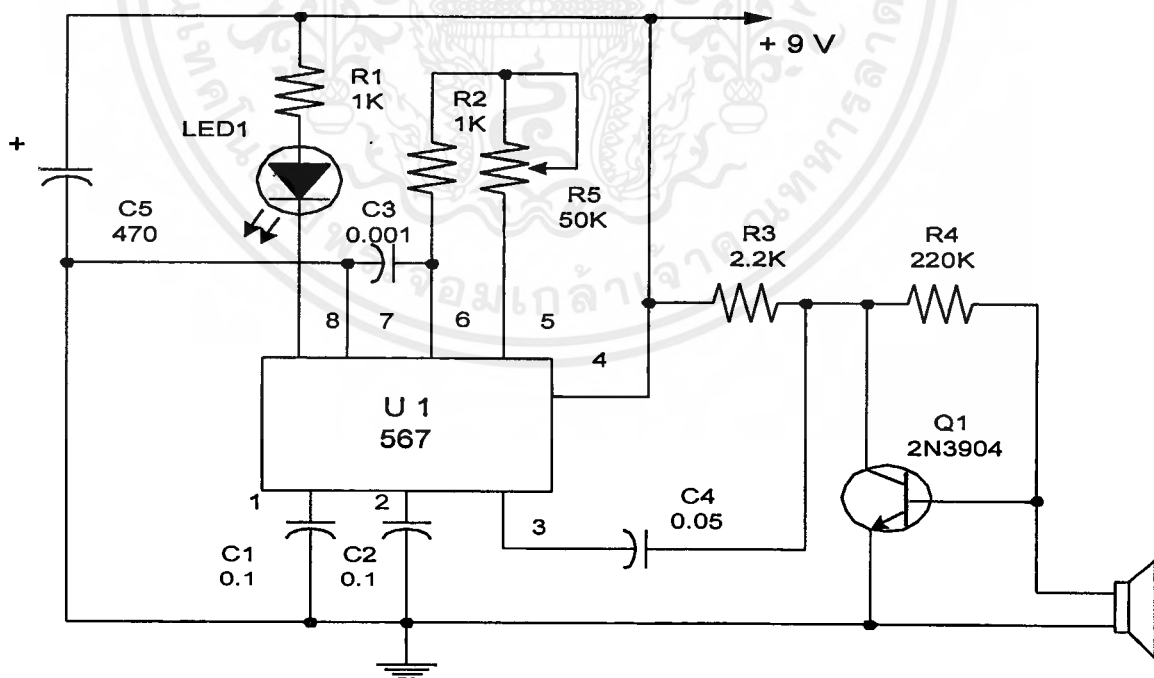 + 9 V
R1
1K
R2
1K
LED1
+
R5
50K
C5
470
C3
0.001
R3
2.2K
R4
220K
8 7 6 5
4
U 1
567
Q1
2N3904
1 2
3
C4
0.05
C1
0.1
C2
0.1